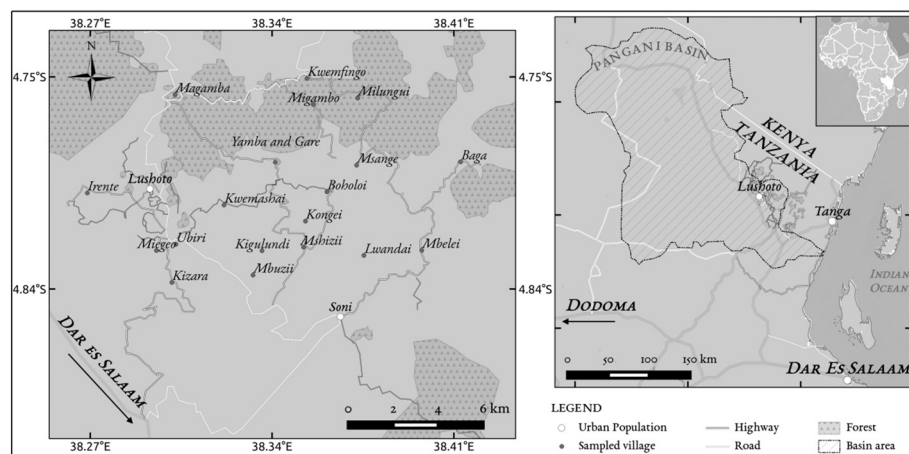 38.27°E 38.34°E 38.41°E
N
4.75°S
4.84°S
Kwemfingo
Magamba
Migambo
Milungui
Yamba and Gare
Msange
Baga
Irente
Lushoto
Boholoi
Kwemashai
Kongei
Ubiri
Migego
Kigulundi
Mshizii
Lwandai
Mbelei
Kizara
Mbuzii
Soni
DAR ES SALAAM
0 2 4 6 km
4.75°S
4.84°S
38.27°E 38.34°E 38.41°E
PANGANI BASIN
KENYA
TANZANIA
Lushoto
Tanga
INDIAN
OCEAN
DODOMA
0 50 100 150 km
DAR ES SALAAM
LEGEND
Urban Population
Highway
Forest
Sampled village
Road
Basin area